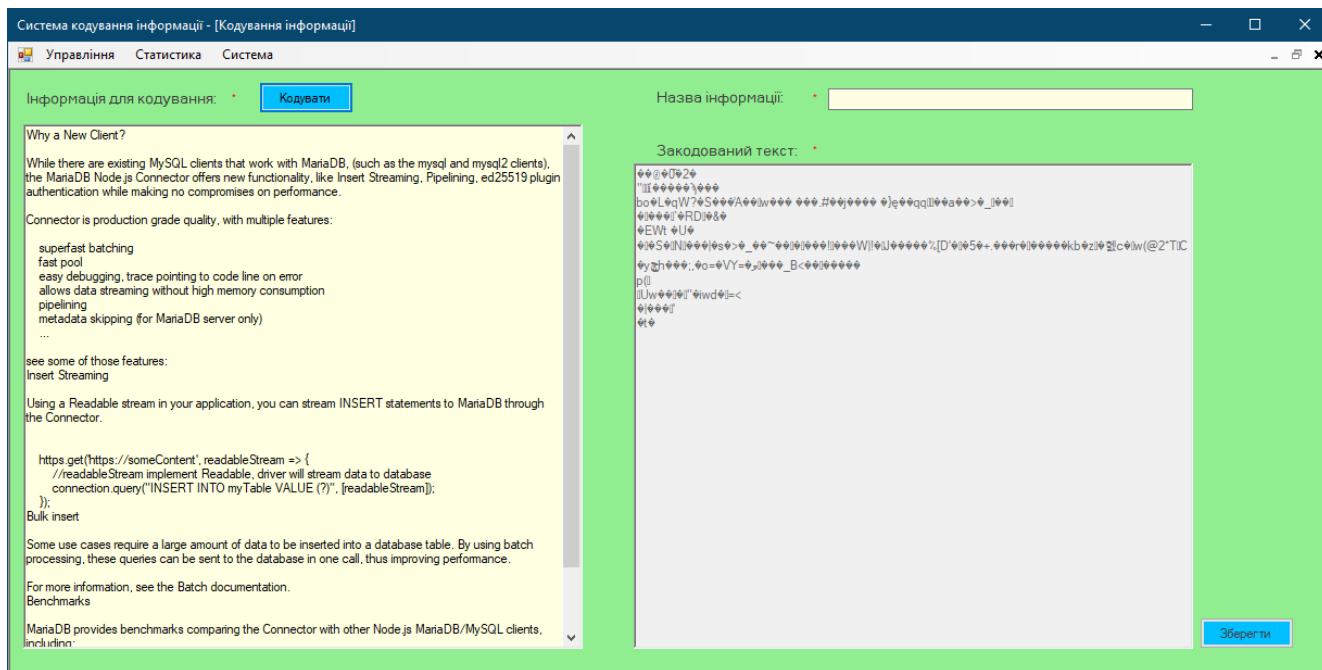 Система кодування інформації - [Кодування інформації]
Управління Статистика Система
Інформація для кодування: *
Кодувати
Назва інформації: *
Закодований текст: *
Why a New Client?
While there are existing MySQL clients that work with MariaDB, (such as the mysql and mysql2 clients),
the MariaDB Node.js Connector offers new functionality, like Insert Streaming, Pipelining, ed25519 plugin
authentication while making no compromises on performance.
Connector is production grade quality, with multiple features:
superfast batching
fast pool
easy debugging, trace pointing to code line on error
allows data streaming without high memory consumption
pipelining
metadata skipping (for MariaDB server only)
...
see some of those features:
Insert Streaming
Using a Readable stream in your application, you can stream INSERT statements to MariaDB through
the Connector.
https.get('https://someContent', readableStream => {
//readableStream implement Readable, driver will stream data to database
connection.query("INSERT INTO myTable VALUE (?)", [readableStream]);
});
Bulk insert
Some use cases require a large amount of data to be inserted into a database table. By using batch
processing, these queries can be sent to the database in one call, thus improving performance.
For more information, see the Batch documentation.
Benchmarks
MariaDB provides benchmarks comparing the Connector with other Node.js MariaDB/MySQL clients,
including:
Зберегти